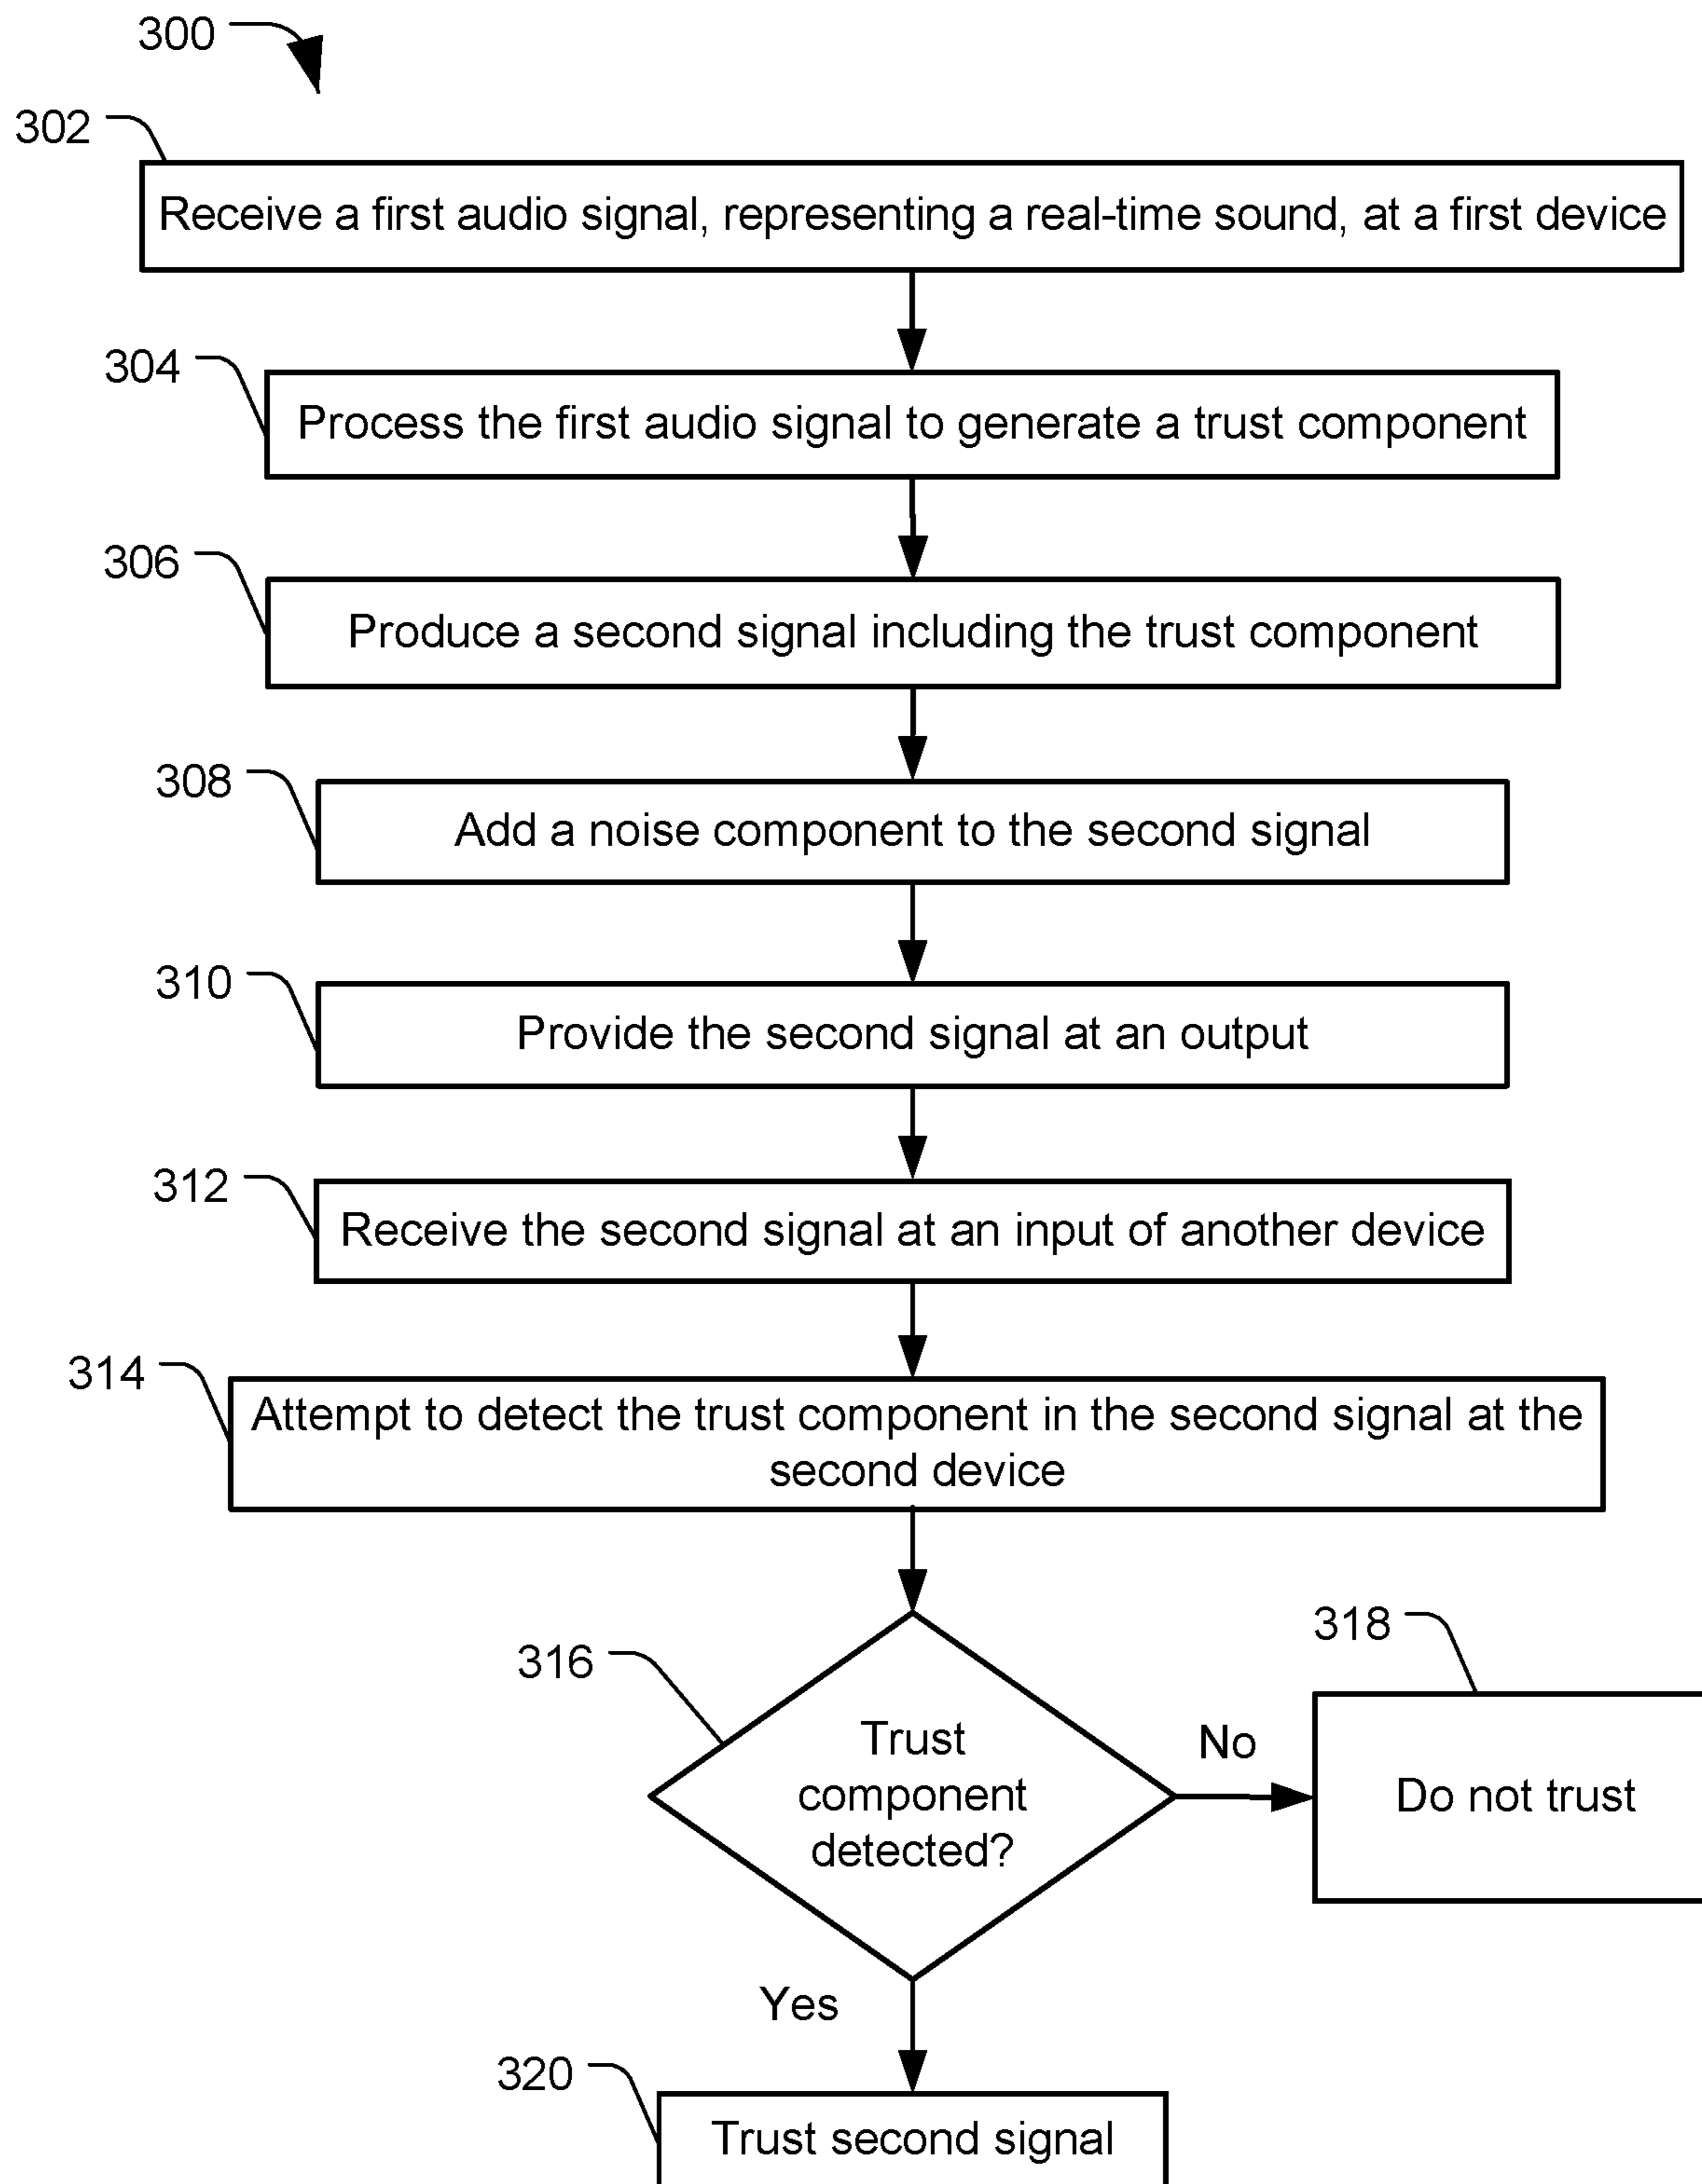 300
302
Receive a first audio signal, representing a real-time sound, at a first device
304
Process the first audio signal to generate a trust component
306
Produce a second signal including the trust component
308
Add a noise component to the second signal
310
Provide the second signal at an output
312
Receive the second signal at an input of another device
314
Attempt to detect the trust component in the second signal at the
second device
316
Trust
component
detected?
No
318
Do not trust
Yes
320
Trust second signal